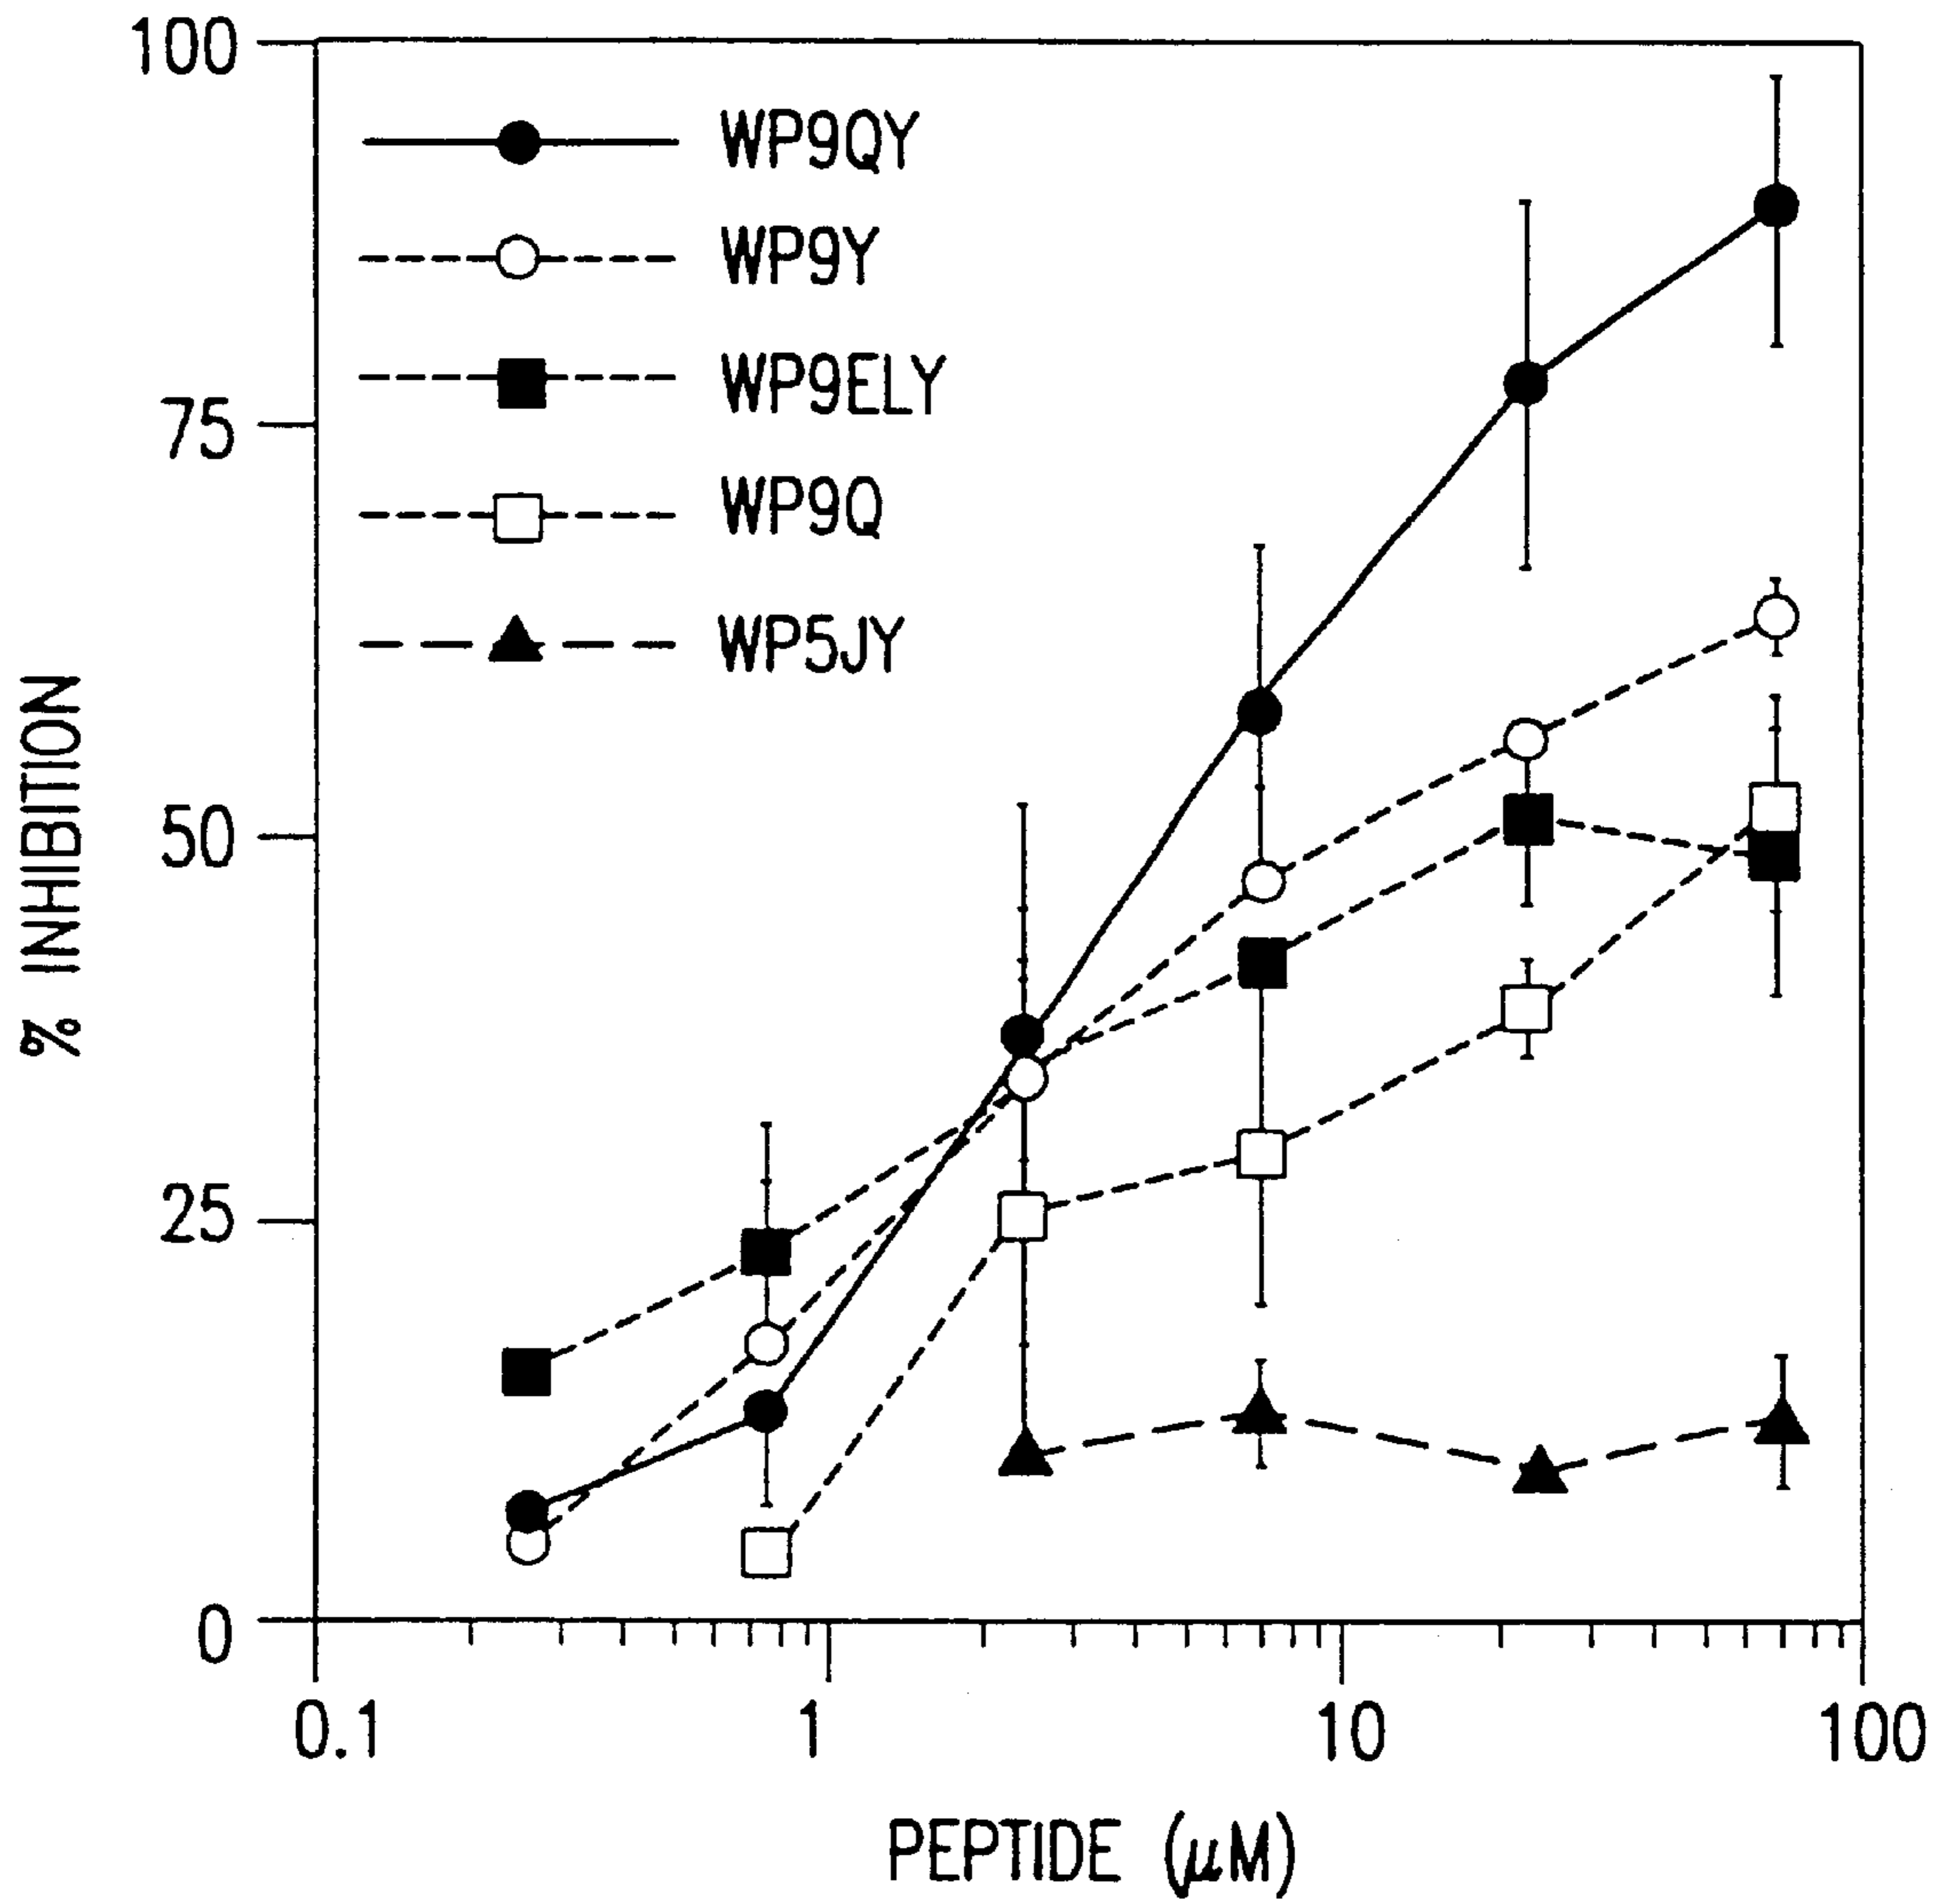 100
WP9QY
WP9Y
WP9ELY
75
WP9Q
WP5JY
% INHIBITION
50
25
0
0.1 1 10 100
PEPTIDE (μM)